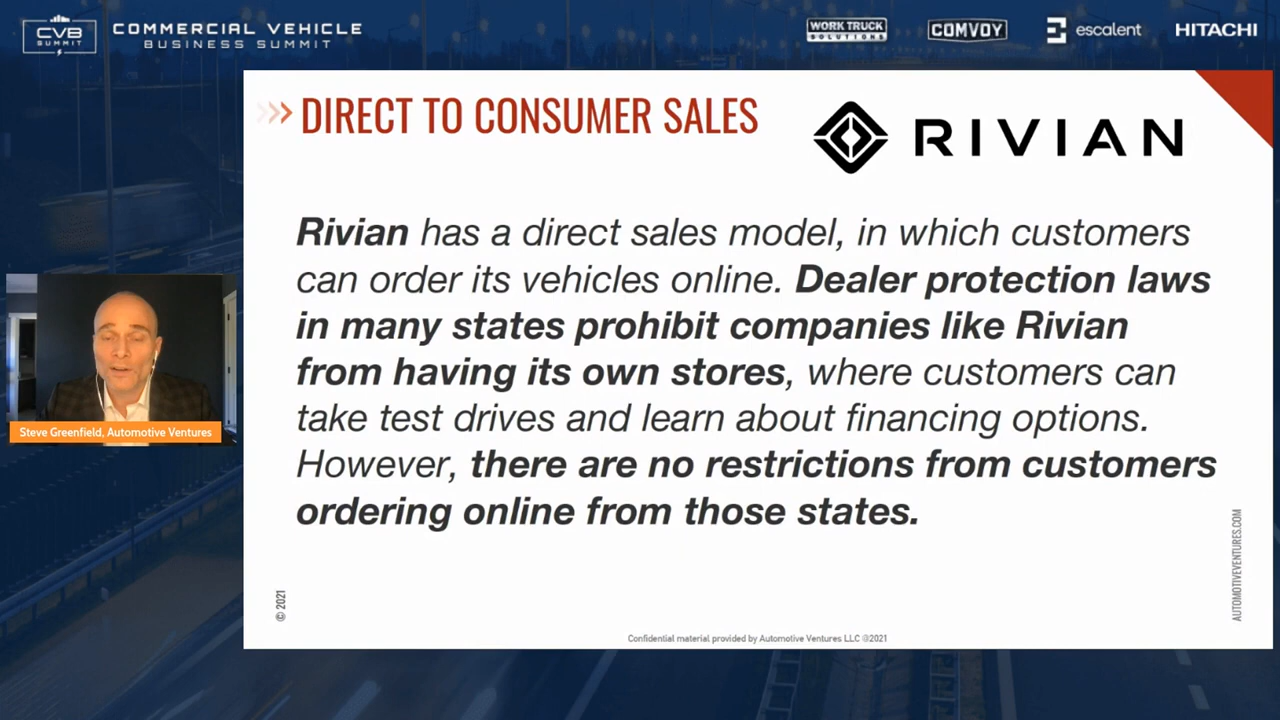 CVB
SUMMIT
COMMERCIAL VEHICLE
BUSINESS SUMMIT
WORK TRUCK
SOLUTIONS
COMVOY
escalent
HITACHI
DIRECT TO CONSUMER SALES
RIVIAN
Rivian has a direct sales model, in which customers
can order its vehicles online. Dealer protection laws
in many states prohibit companies like Rivian
from having its own stores, where customers can
take test drives and learn about financing options.
However, there are no restrictions from customers
ordering online from those states.
Steve Greenfield, Automotive Ventures
© 2021
AUTOMOTIVEVENTURES.COM
Confidential material provided by Automotive Ventures LLC @2021